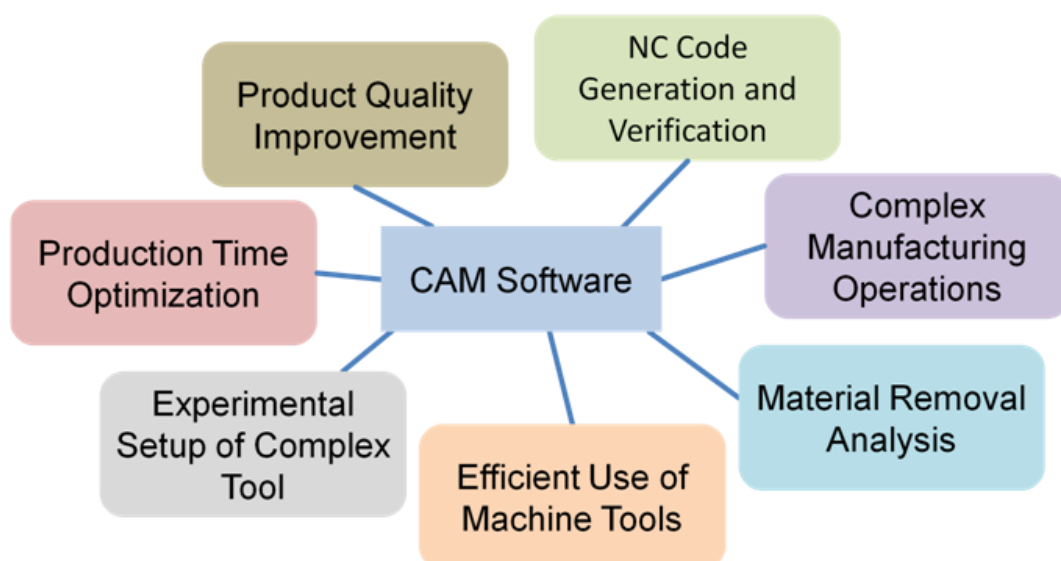 NC Code
Generation and
Verification
Product Quality
Improvement
Complex
Manufacturing
Operations
Production Time
Optimization
CAM Software
Material Removal
Analysis
Experimental
Setup of Complex
Tool
Efficient Use of
Machine Tools